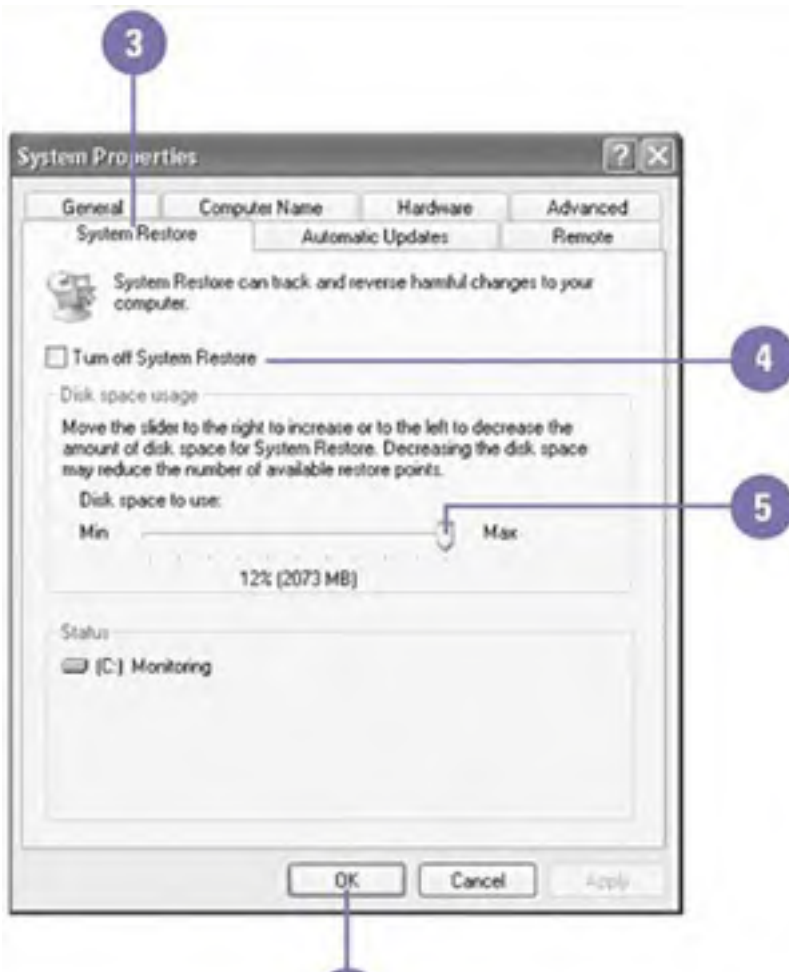 3
System Properties
General Computer Name Hardware Advanced
System Restore Automatic Updates Remote
System Restore can track and reverse harmful changes to your
computer.
Turn off System Restore
4
Disk space usage
Move the slider to the right to increase or to the left to decrease the
amount of disk space for System Restore. Decreasing the disk space
may reduce the number of available restore points.
5
Disk space to use:
Min Max
12% (2073 MB)
Status
(C:) Monitoring
OK Cancel Apply